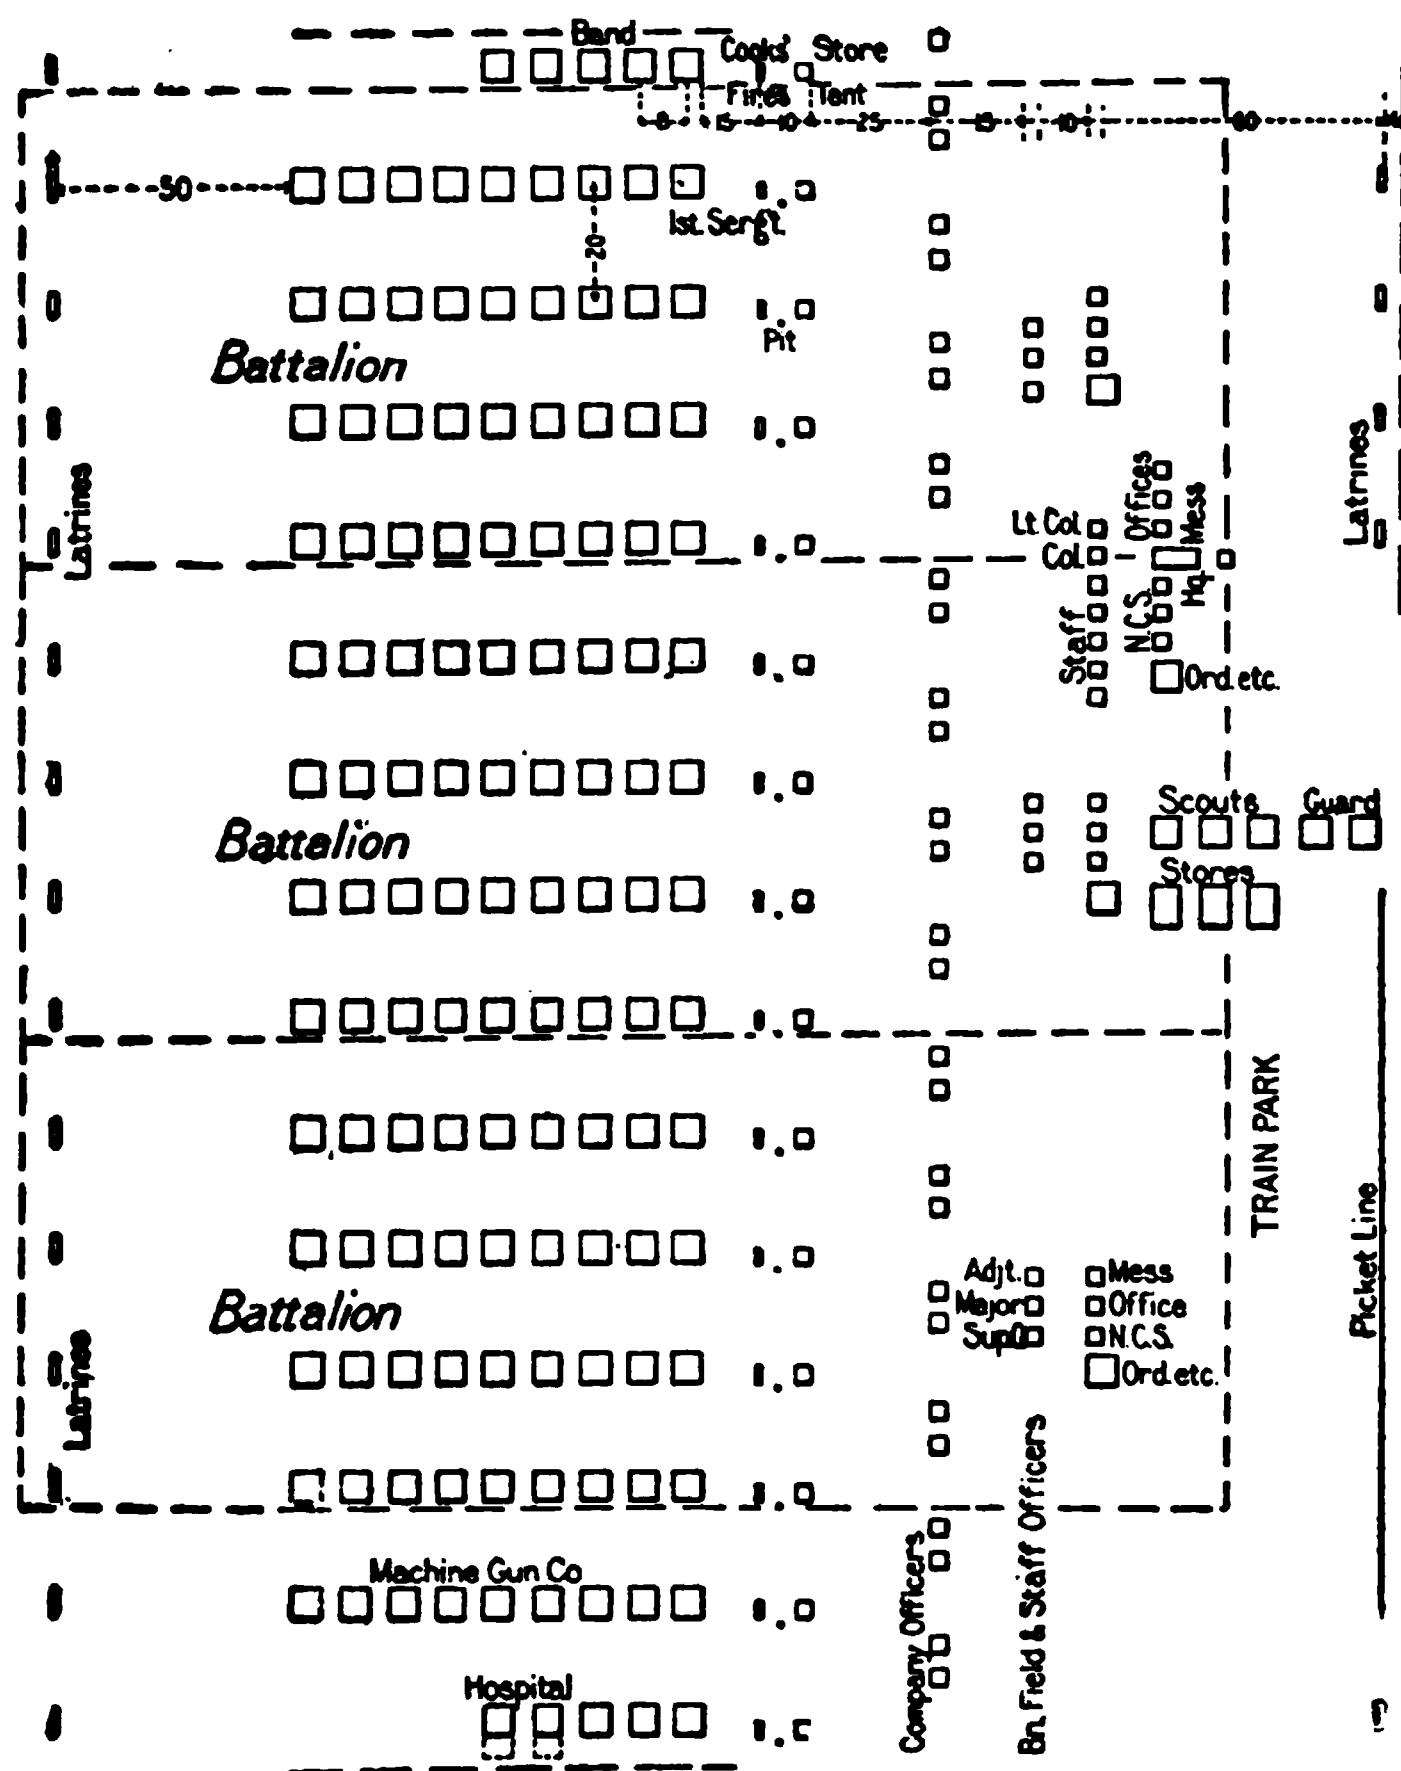 Band
Cooks' Store
Fires Tent
8 15 10 25 15 10 60
50
20
1st. Serg't.
Pit
Battalion
Latrines
Latrines
Lt Col
Col
Offices
Mess
Hq
Staff
N.C.S.
Ord. etc.
Scouts Guard
Stores
Battalion
TRAIN PARK
Picket Line
Battalion
Latrines
Adjt. Mess
Major Office
Sup.O N.C.S.
Ord. etc.
Machine Gun Co
Hospital
Company Officers
Bn. Field & Staff Officers